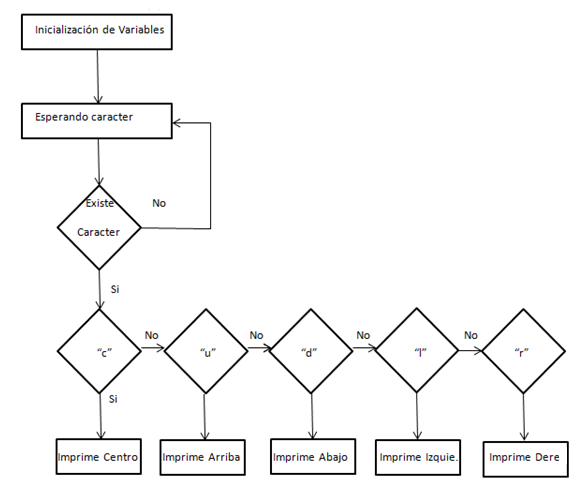 Inicialización de Variables
Esperando caracter
Existe
No
Caracter
Si
No
No
No
No
“c”
“u”
“d”
“l”
“r”
Si
Imprime Centro
Imprime Arriba
Imprime Abajo
Imprime Izquie.
Imprime Dere